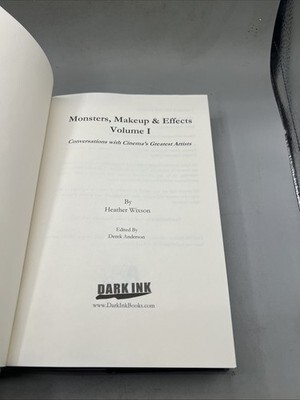 Monsters, Makeup & Effects
Volume I
Conversations with Cinema's Greatest Artists
By
Heather Wixson
Edited By
Derek Anderson
DARK INK
www.DarkInkBooks.com